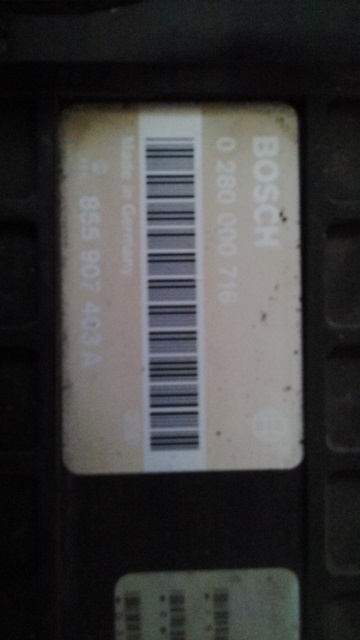 BOSCH
0 280 000 716
Made in Germany
855 907 403 A